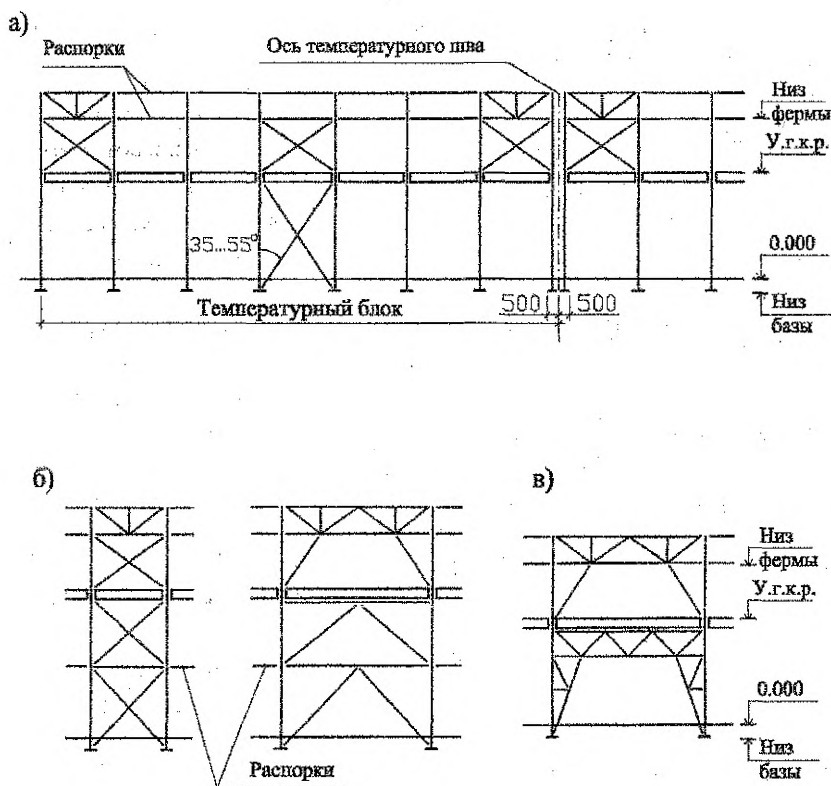 а)
Распорки
Ось температурного шва
Низ
фермы
У.г.к.р.
35...55°
0.000
Температурный блок
500
500
Низ
базы
б)
в)
Низ
фермы
У.г.к.р.
0.000
Распорки
Низ
базы